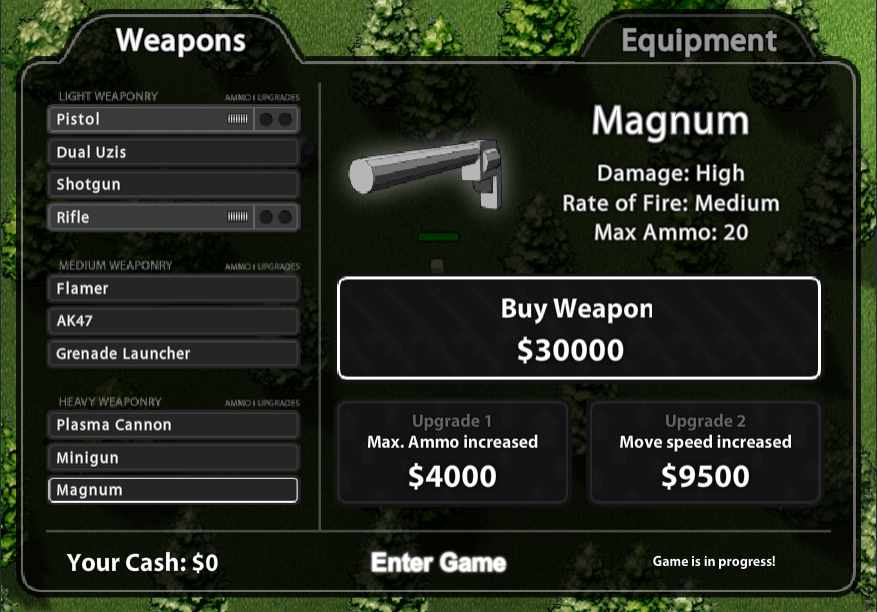 Weapons
Equipment
LIGHT WEAPONRY
AMMO | UPGRADES
Pistol
Dual Uzis
Shotgun
Rifle
MEDIUM WEAPONRY
AMMO | UPGRADES
Flamer
AK47
Grenade Launcher
HEAVY WEAPONRY
AMMO | UPGRADES
Plasma Cannon
Minigun
Magnum
Magnum
Damage: High
Rate of Fire: Medium
Max Ammo: 20
Buy Weapon
$30000
Upgrade 1
Max. Ammo increased
$4000
Upgrade 2
Move speed increased
$9500
Your Cash: $0
Enter Game
Game is in progress!